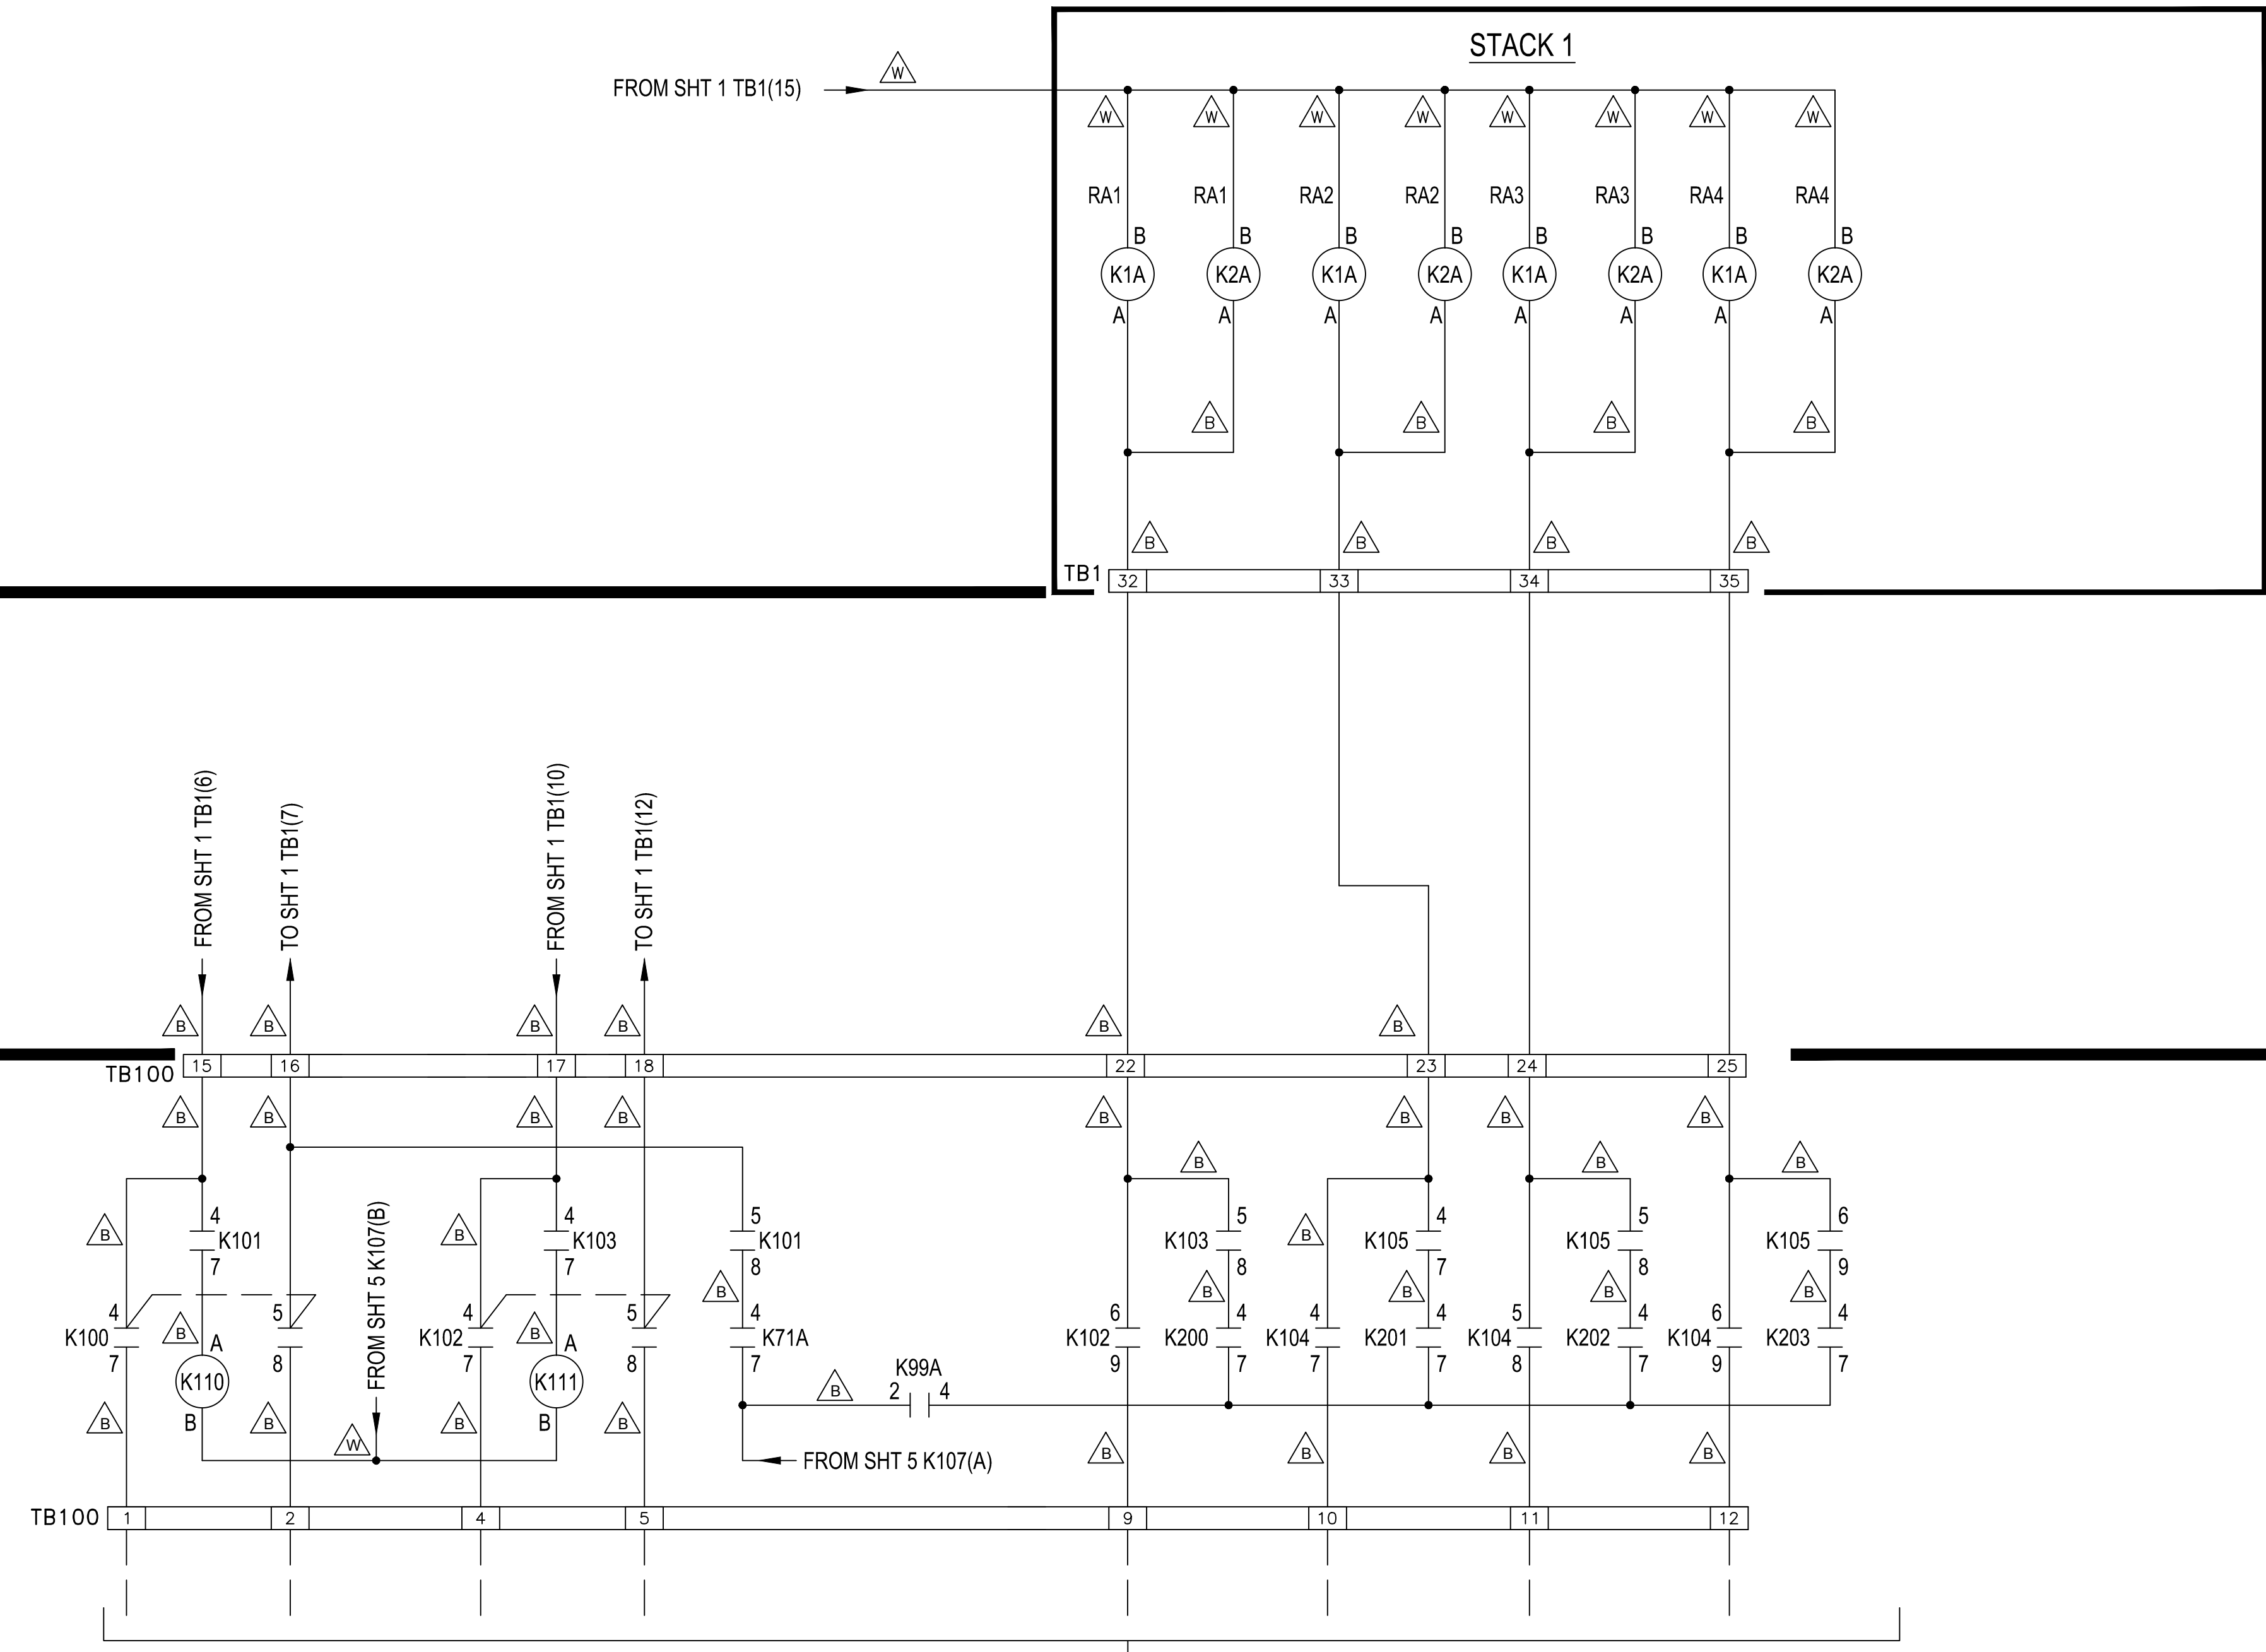 STACK 1
FROM SHT 1 TB1(15)
W
W W W W W W W W
RA1 RA1 RA2 RA2 RA3 RA3 RA4 RA4
B B B B B B B B
K1A K2A K1A K2A K1A K2A K1A K2A
A A A A A A A A
B B B B
B B B B
TB1 32 33 34 35
FROM SHT 1 TB1(6)
TO SHT 1 TB1(7)
FROM SHT 1 TB1(10)
TO SHT 1 TB1(12)
B B B B B B
TB100 15 16 17 18 22 23 24 25
B B B B B B B B
B B B
4 4 5 5 4 5 6
B K101 B K103 K101 K103 B K105 K105 K105
7 7 8 8 7 8 9
FROM SHT 5 K107(B)
B B B B B
4 5 4 5 4 6 4 4 4 5 4 6 4
K100 B K102 B K71A K102 K200 K104 K201 K104 K202 K104 K203
A A
7 8 7 8 7 9 7 7 7 8 7 9 7
K110 K111
K99A
B 2 4
B B B B B B
W
B B B B
FROM SHT 5 K107(A)
TB100 1 2 4 5 9 10 11 12